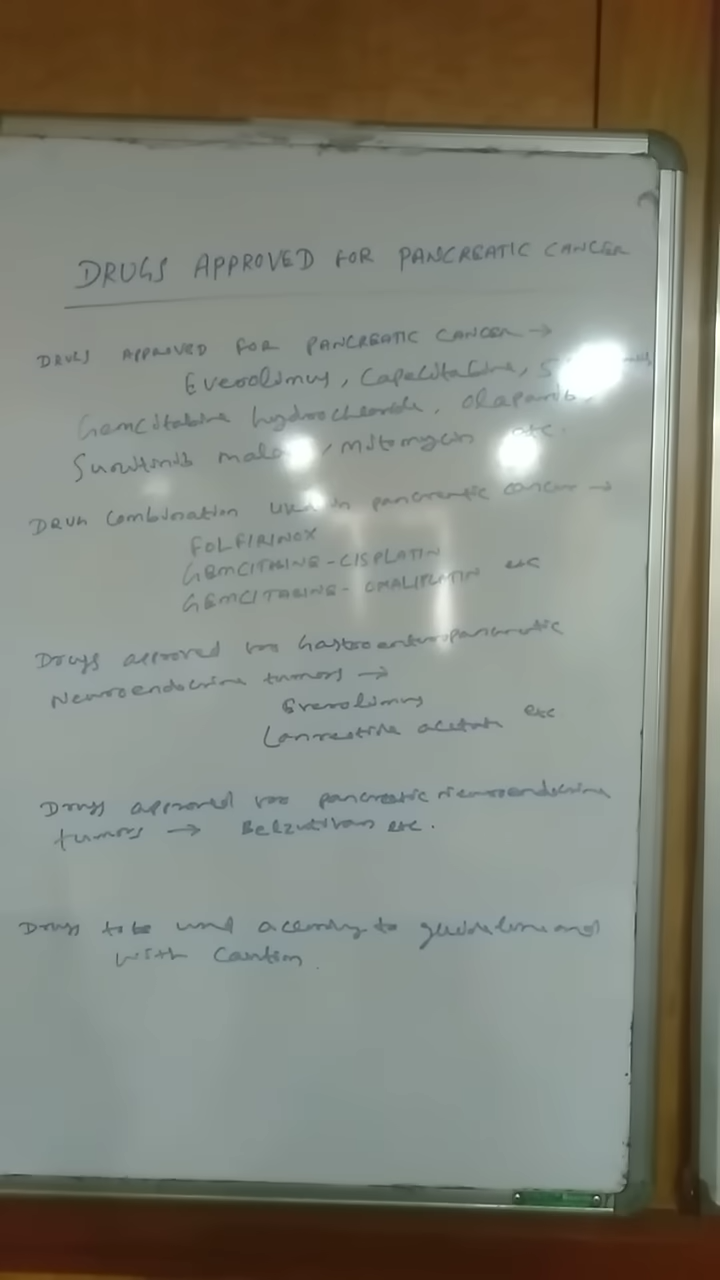 DRUGS APPROVED FOR PANCREATIC CANCER
DRUGS APPROVED FOR PANCREATIC CANCER →
Everolimus, Capecitabine, 5
Gemcitabine hydrochloride, Olaparib,
Sunitinib, mitomycin etc.
DRUG Combination used in pancreatic cancer →
FOLFIRINOX
GEMCITABINE-CISPLATIN
GEMCITABINE-OXALIPLATIN etc
Drugs approved for Gastroenteropancreatic
Neuroendocrine tumors →
Everolimus
Lanreotide acetate etc
Drugs approved for pancreatic neuroendocrine
tumors → Belzutifan etc.
Drugs to be used according to guideline and
with Caution.